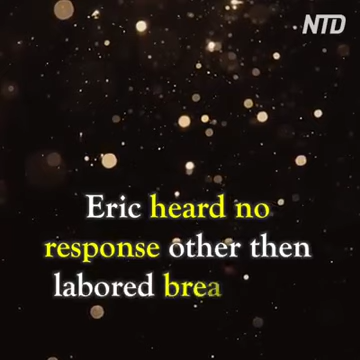 NTD
Eric heard no
response other then
labored brea